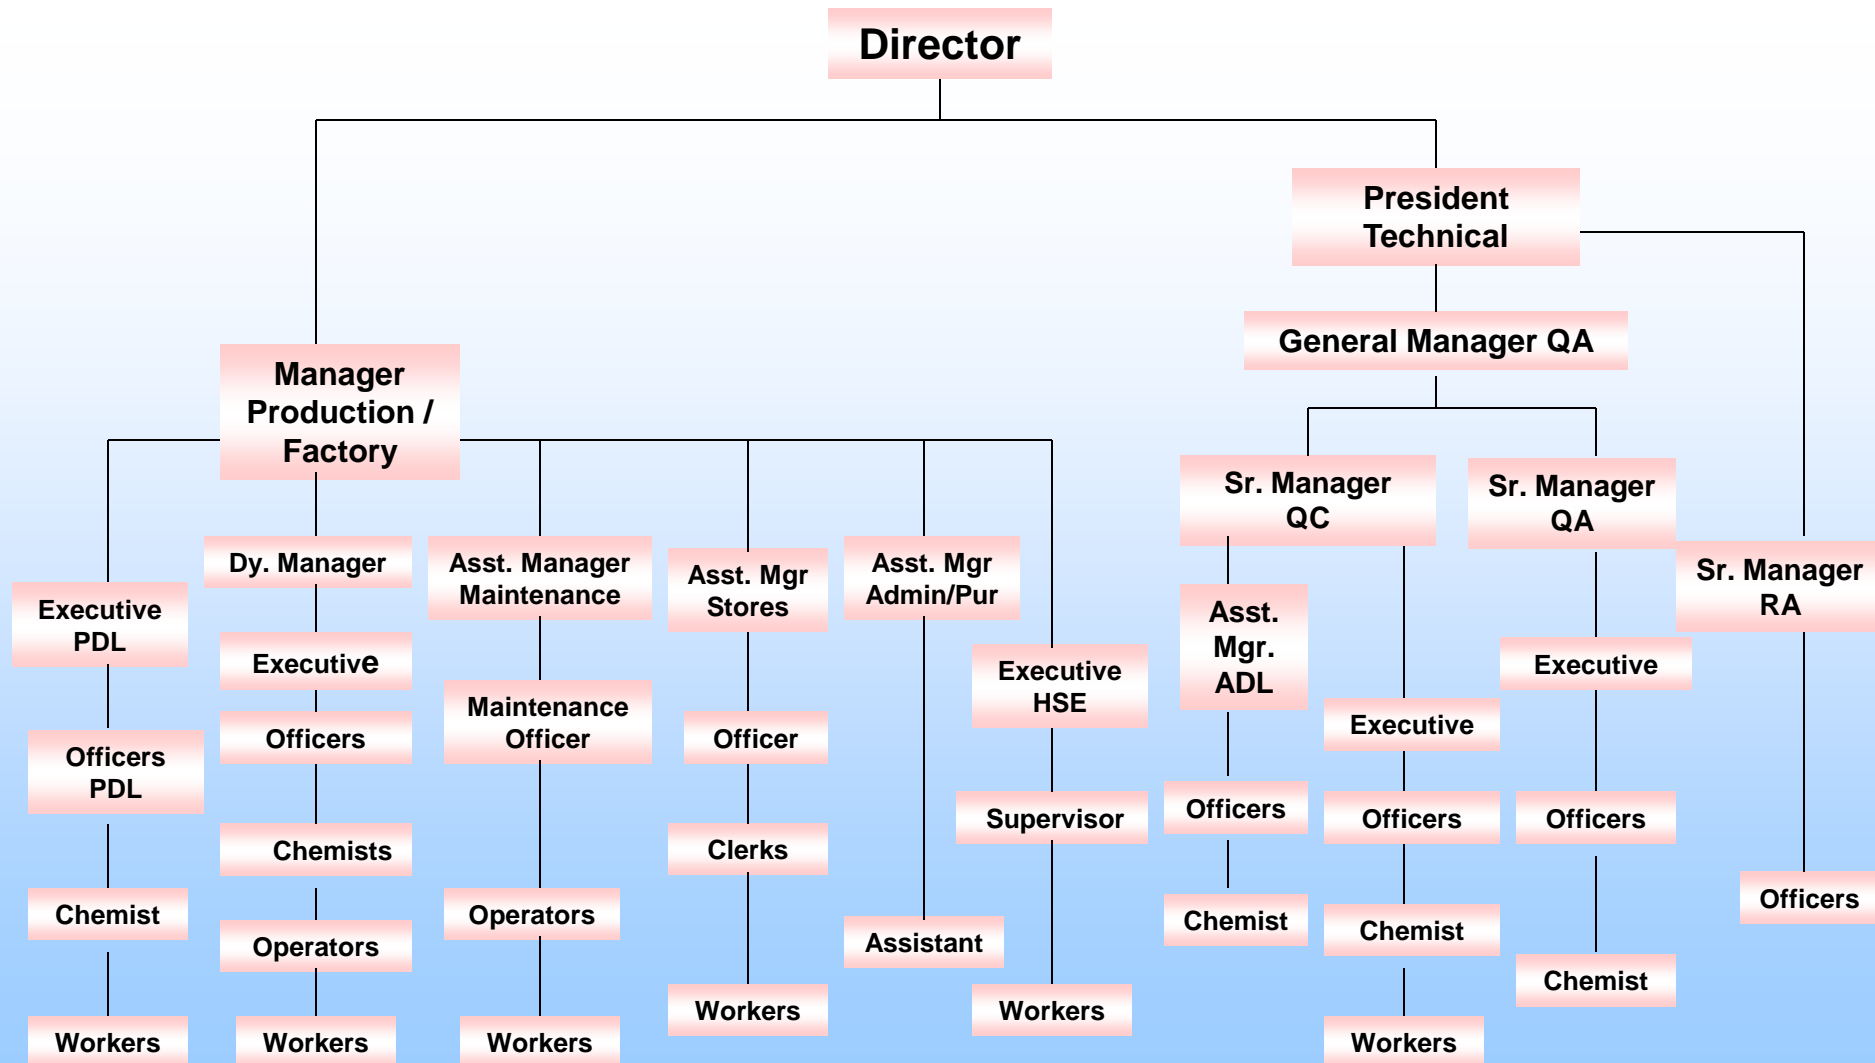 Director
President
Technical
General Manager QA
Manager
Production /
Factory
Sr. Manager
QC
Sr. Manager
QA
Sr. Manager
RA
Executive
PDL
Dy. Manager
Asst. Manager
Maintenance
Asst. Mgr
Stores
Asst. Mgr
Admin/Pur
Executive
HSE
Asst.
Mgr.
ADL
Executive
Executive
Executive
Officers
PDL
Officers
Maintenance
Officer
Officer
Supervisor
Officers
Officers
Officers
Officers
Chemist
Chemists
Operators
Clerks
Assistant
Chemist
Chemist
Chemist
Operators
Workers
Workers
Workers
Workers
Workers
Workers